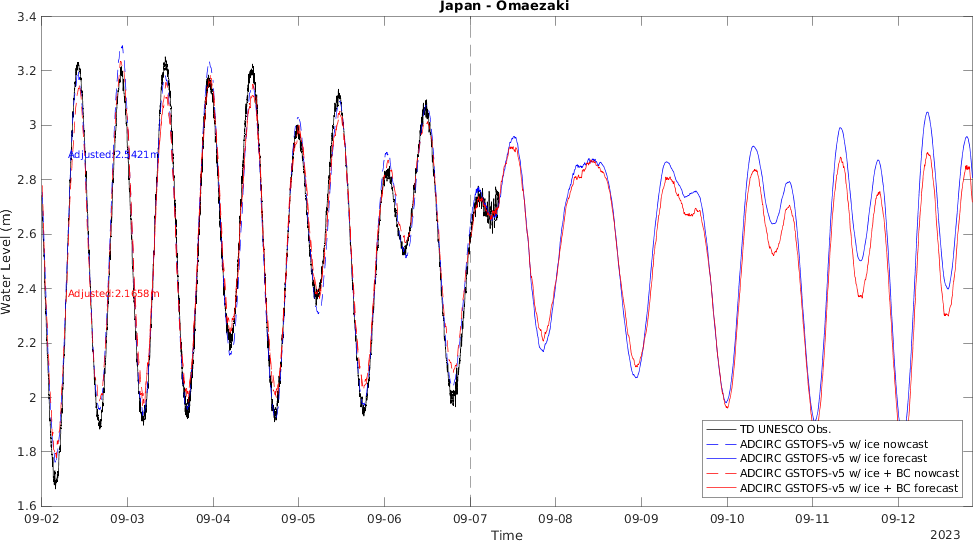 Japan - Omaezaki
3.4
3.2
3
2.8
2.6
2.4
2.2
2
1.8
1.6
Water Level (m)
Adjusted:2.5421m
Adjusted:2.1658m
TD UNESCO Obs.
ADCIRC GSTOFS-v5 w/ ice nowcast
ADCIRC GSTOFS-v5 w/ ice forecast
ADCIRC GSTOFS-v5 w/ ice + BC nowcast
ADCIRC GSTOFS-v5 w/ ice + BC forecast
09-02 09-03 09-04 09-05 09-06 09-07 09-08 09-09 09-10 09-11 09-12
Time
2023